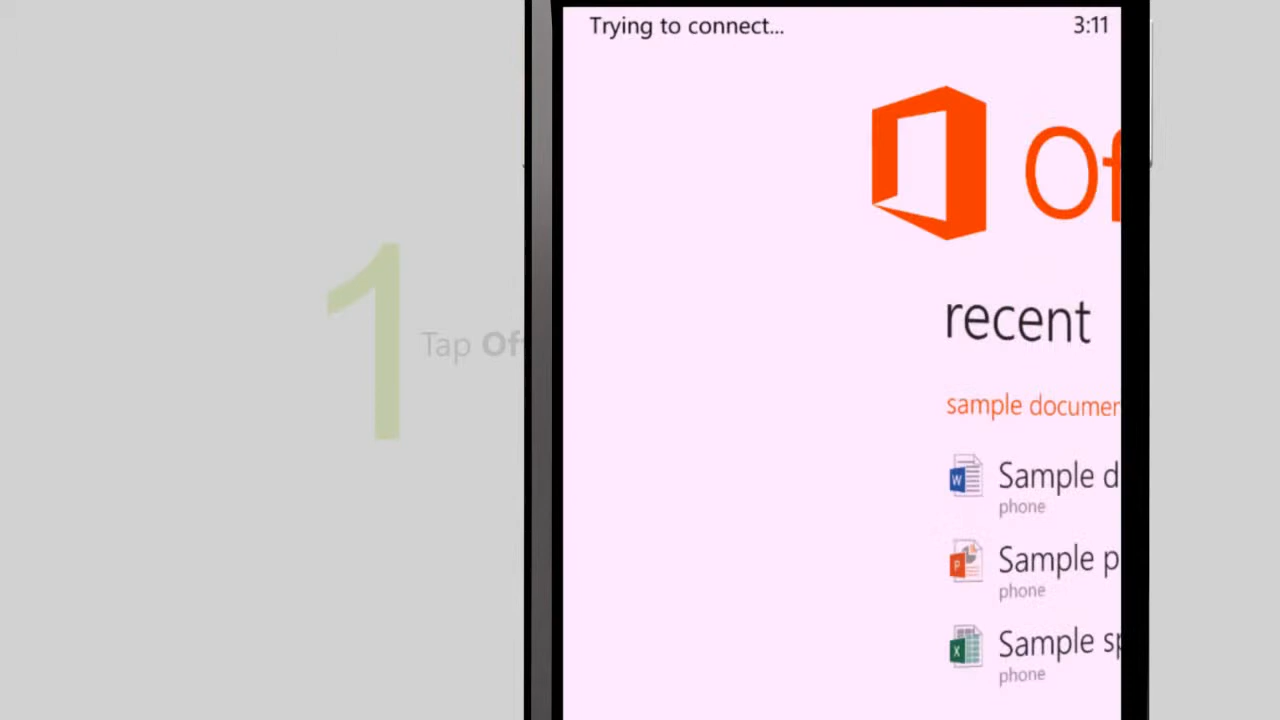 Trying to connect...
3:11
Of
recent
sample documen
Sample d
phone
Sample p
phone
Sample sp
phone
1
Tap Of